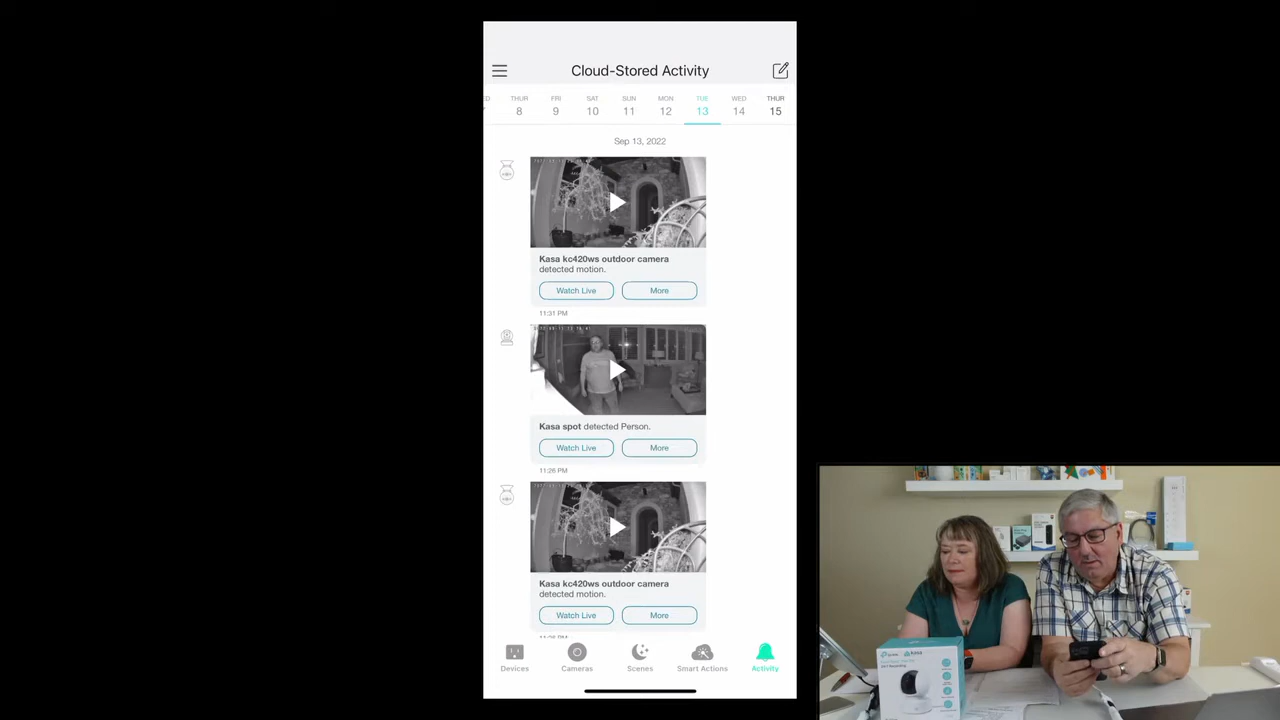 Cloud-Stored Activity
THUR FRI SAT SUN MON TUE WED THUR
8 9 10 11 12 13 14 15
Sep 13, 2022
Kasa kc420ws outdoor camera
detected motion.
Watch Live More
11:31 PM
Kasa spot detected Person.
Watch Live More
11:26 PM
Kasa kc420ws outdoor camera
detected motion.
Watch Live More
Devices Cameras Scenes Smart Actions Activity
kasa